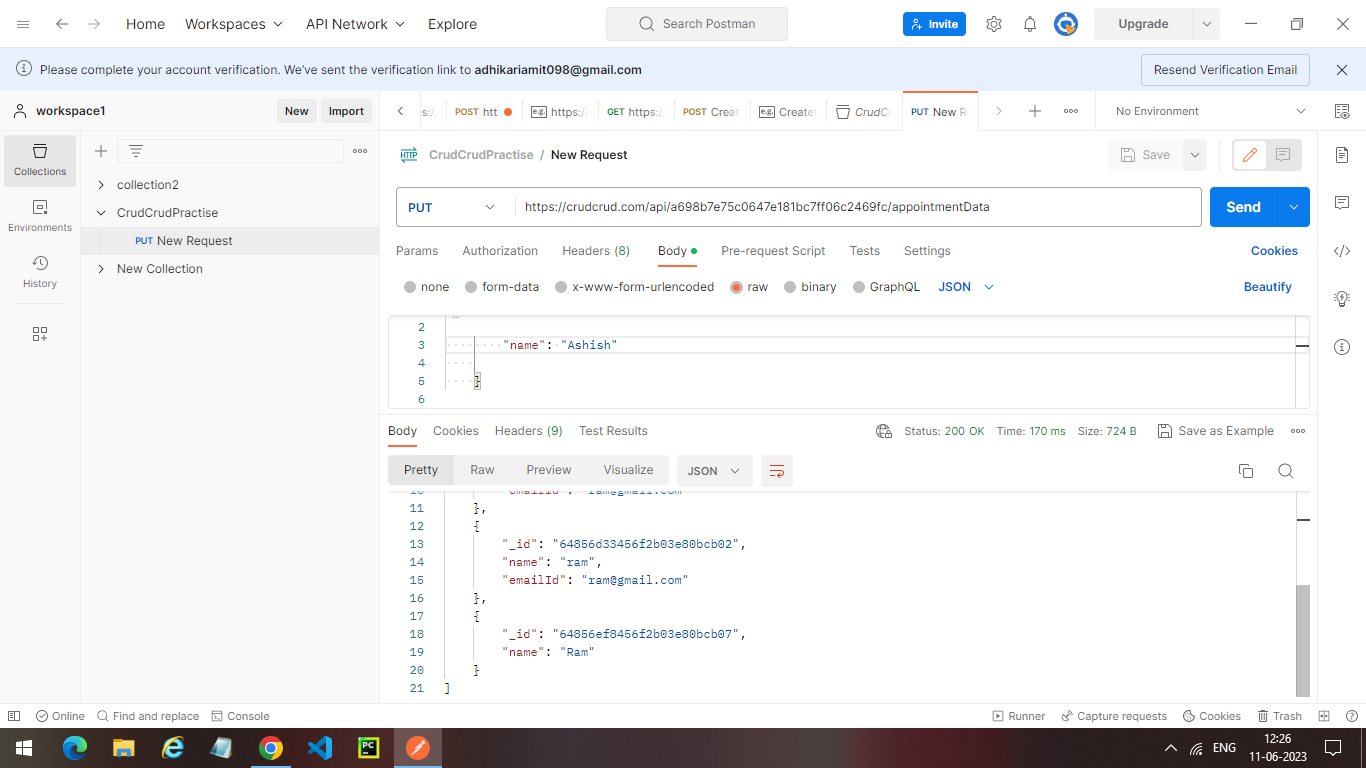 Home Workspaces API Network Explore Search Postman Invite Upgrade
Please complete your account verification. We've sent the verification link to adhikariamit098@gmail.com Resend Verification Email
workspace1 New Import
POST htt e.g. https:/ GET https: POST Creat e.g. Create CrudCr PUT New R No Environment
Collections
Environments
History
collection2
CrudCrudPractise
PUT New Request
New Collection
HTTP CrudCrudPractise / New Request Save
PUT https://crudcrud.com/api/a698b7e75c0647e181bc7ff06c2469fc/appointmentData Send
Params Authorization Headers (8) Body Pre-request Script Tests Settings Cookies
none form-data x-www-form-urlencoded raw binary GraphQL JSON Beautify
2
3 "name": "Ashish"
4
5 }
6
Body Cookies Headers (9) Test Results Status: 200 OK Time: 170 ms Size: 724 B Save as Example
Pretty Raw Preview Visualize JSON
10 "emailId": "ram@gmail.com"
11 },
12 {
13 "_id": "64856d33456f2b03e80bcb02",
14 "name": "ram",
15 "emailId": "ram@gmail.com"
16 },
17 {
18 "_id": "64856ef8456f2b03e80bcb07",
19 "name": "Ram"
20 }
21 ]
Online Find and replace Console Runner Capture requests Cookies Trash
PC ENG 12:26
11-06-2023